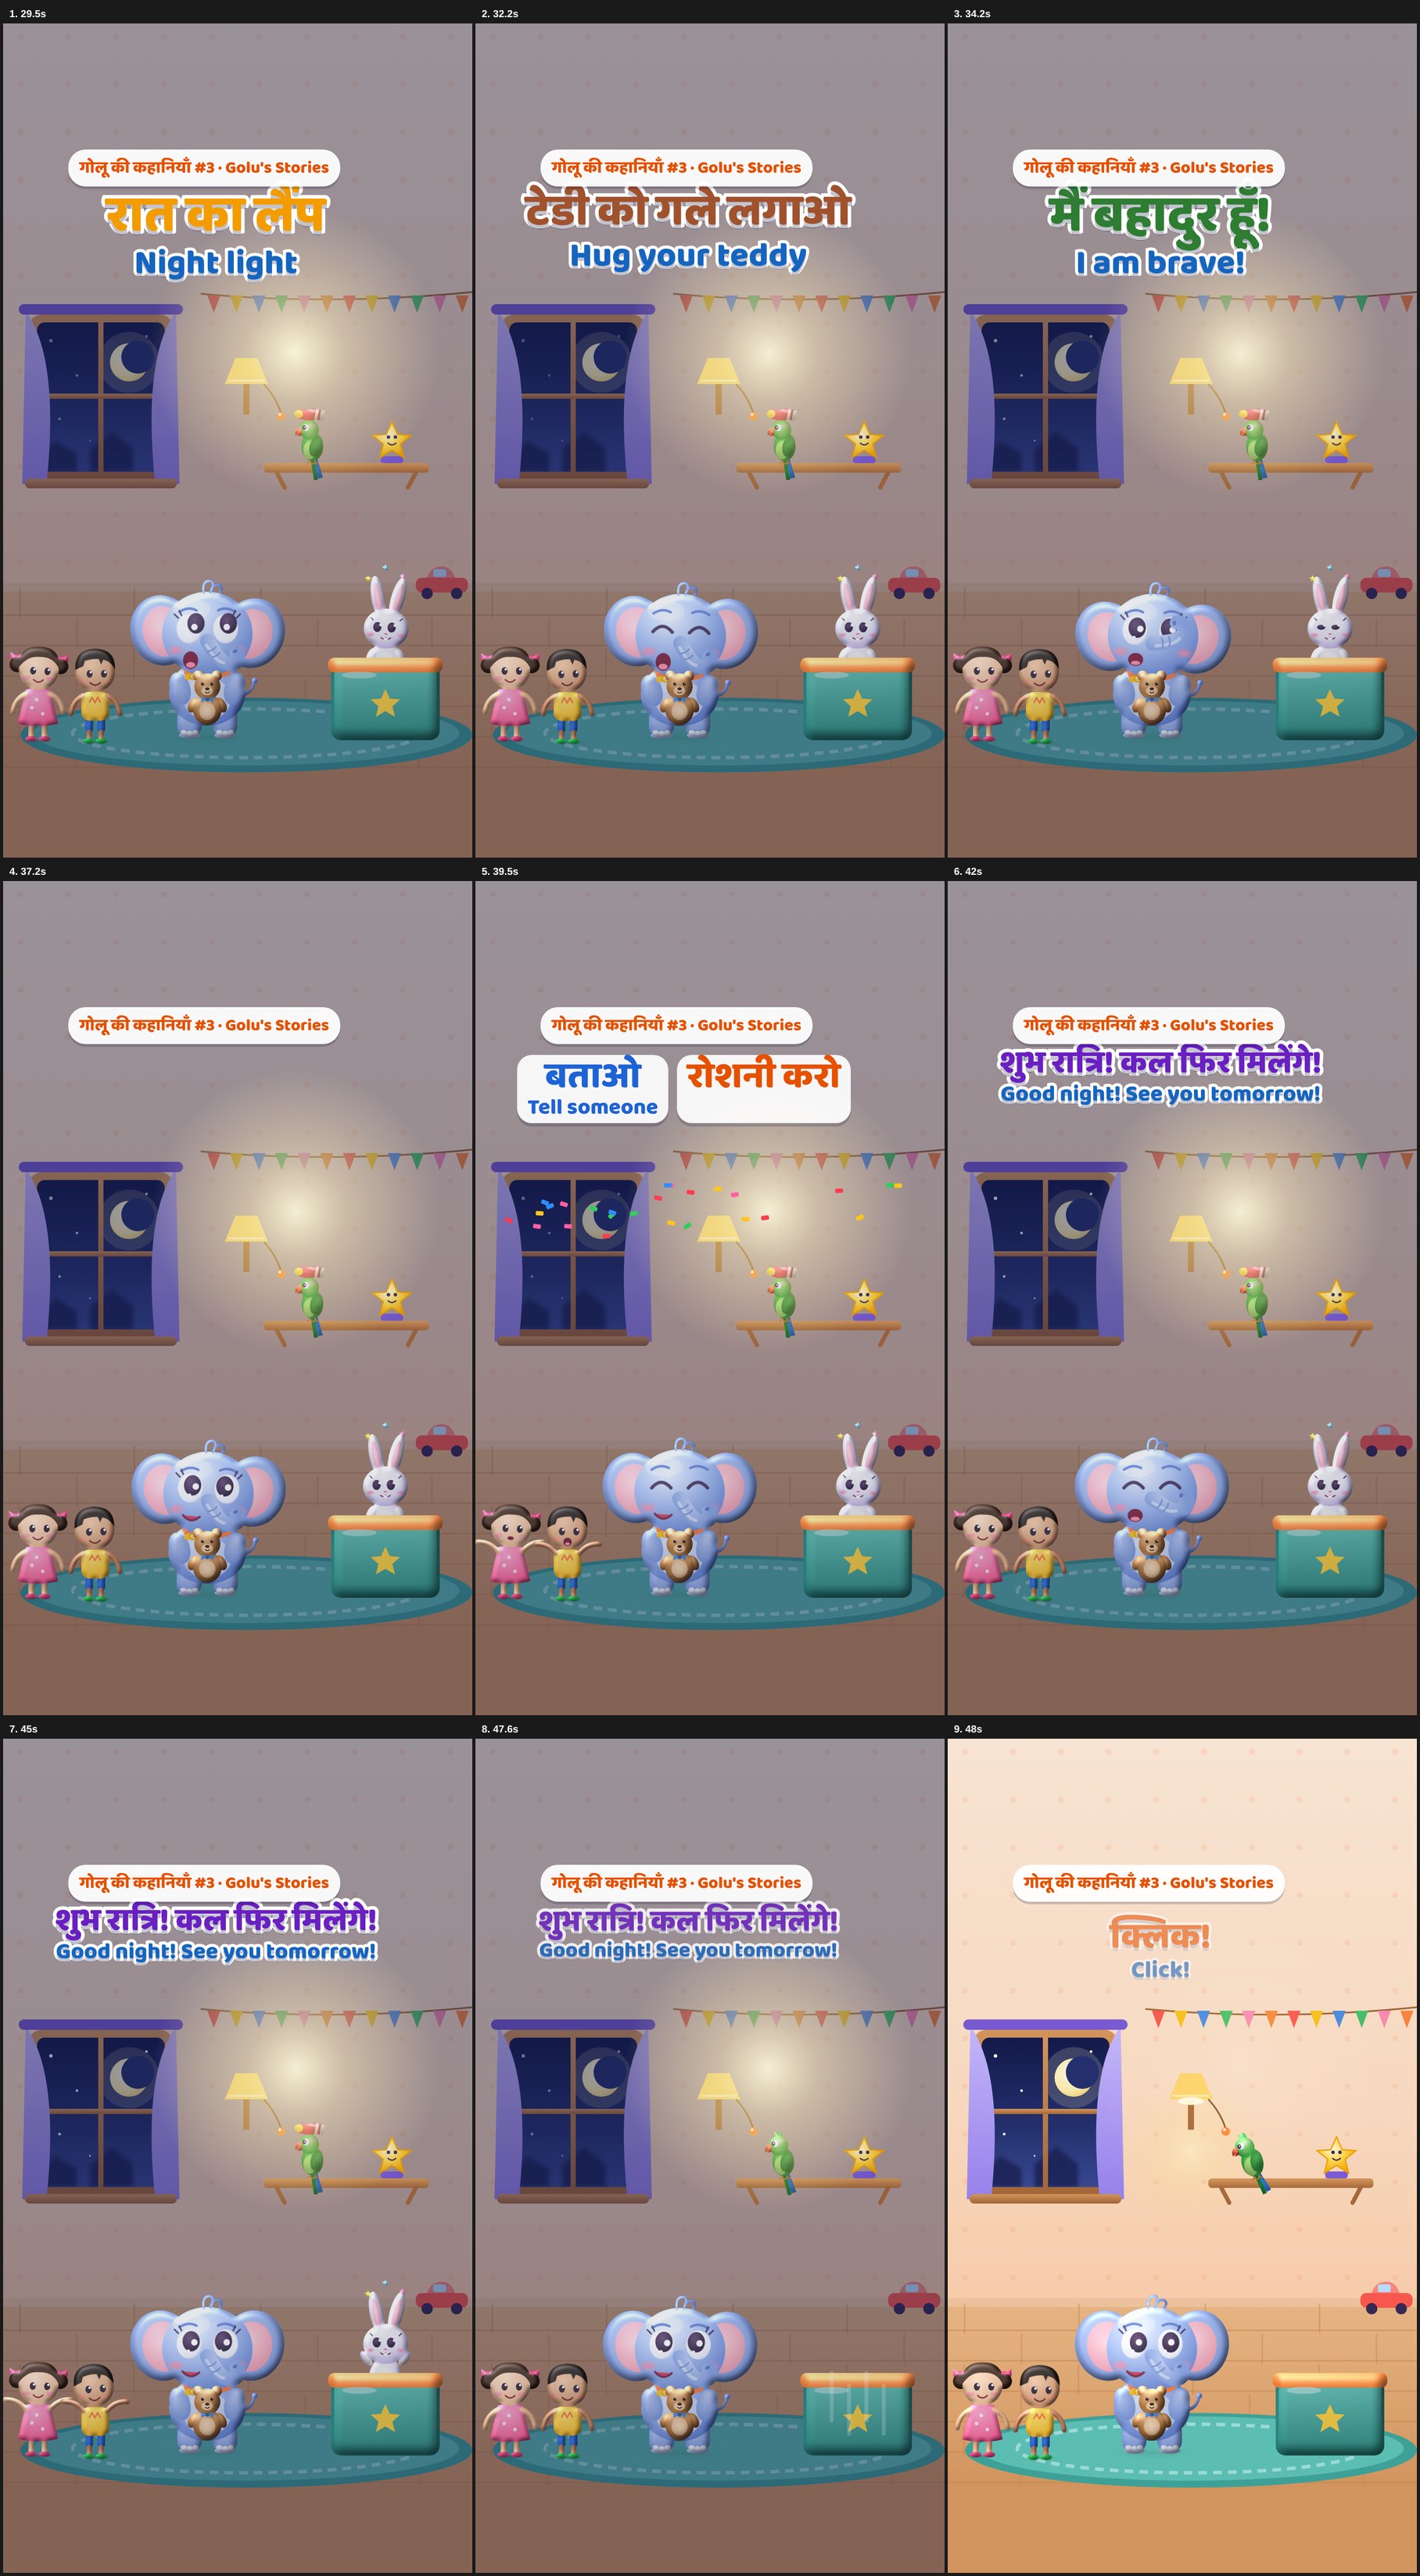 1. 29.5s
गोलू की कहानियाँ #3 · Golu's Stories
रात का लैंप
Night light
2. 32.2s
गोलू की कहानियाँ #3 · Golu's Stories
टेडी को गले लगाओ
Hug your teddy
3. 34.2s
गोलू की कहानियाँ #3 · Golu's Stories
मैं बहादुर हूँ!
I am brave!
4. 37.2s
गोलू की कहानियाँ #3 · Golu's Stories
5. 39.5s
गोलू की कहानियाँ #3 · Golu's Stories
बताओ
Tell someone
रोशनी करो
6. 42s
गोलू की कहानियाँ #3 · Golu's Stories
शुभ रात्रि! कल फिर मिलेंगे!
Good night! See you tomorrow!
7. 45s
गोलू की कहानियाँ #3 · Golu's Stories
शुभ रात्रि! कल फिर मिलेंगे!
Good night! See you tomorrow!
8. 47.6s
गोलू की कहानियाँ #3 · Golu's Stories
शुभ रात्रि! कल फिर मिलेंगे!
Good night! See you tomorrow!
9. 48s
गोलू की कहानियाँ #3 · Golu's Stories
क्लिक!
Click!